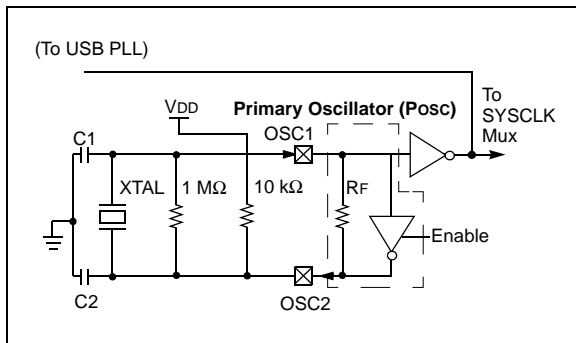 (To USB PLL)
VDD
Primary Oscillator (POSC)
To
SYSCLK
Mux
C1
OSC1
XTAL
1 MΩ
10 kΩ
RF
Enable
C2
OSC2